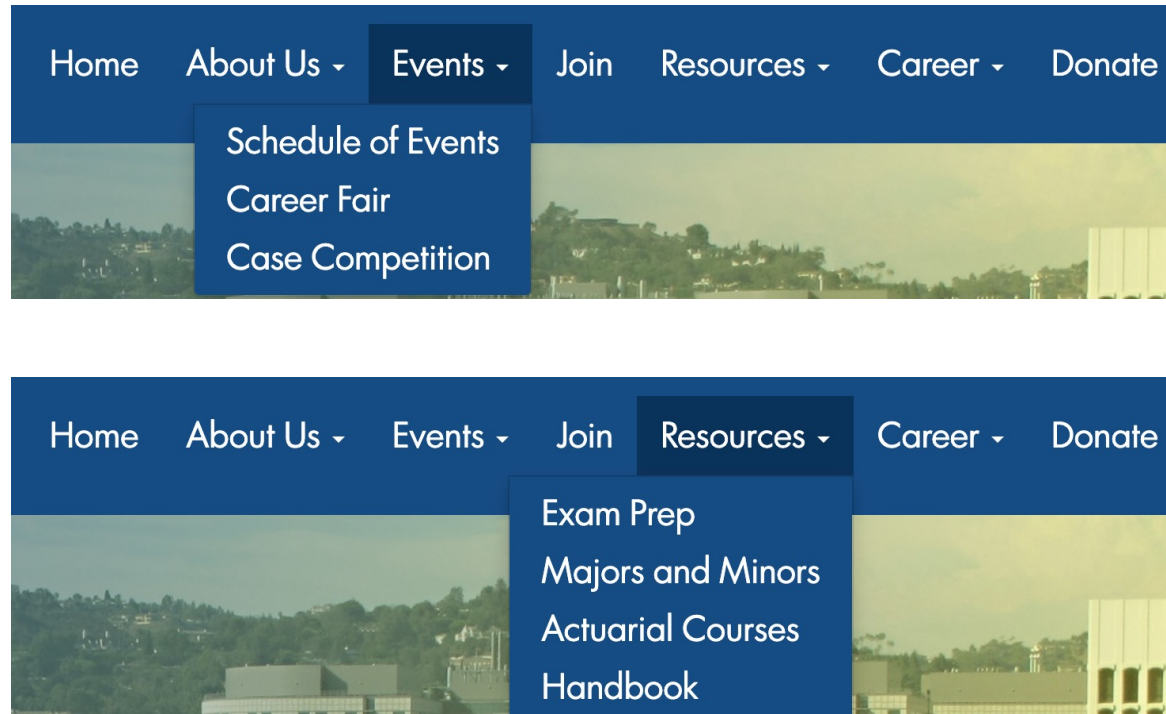 Home About Us Events Join Resources Career Donate
Schedule of Events
Career Fair
Case Competition
Home About Us Events Join Resources Career Donate
Exam Prep
Majors and Minors
Actuarial Courses
Handbook